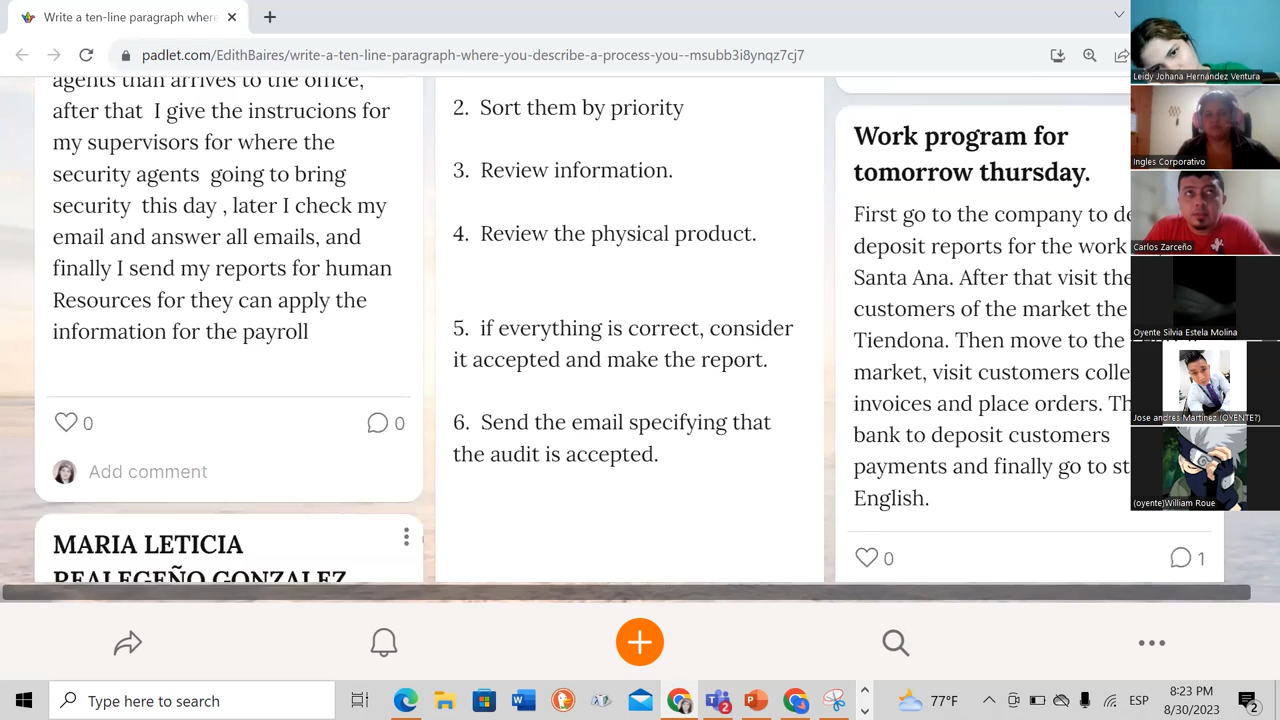 Write a ten-line paragraph where
padlet.com/EdithBaires/write-a-ten-line-paragraph-where-you-describe-a-process-you--msubb3i8ynqz7cj7
agents than arrives to the office,
after that I give the instrucions for
my supervisors for where the
security agents going to bring
security this day , later I check my
email and answer all emails, and
finally I send my reports for human
Resources for they can apply the
information for the payroll
0
0
Add comment
MARIA LETICIA
REALEGEÑO GONZALEZ
2. Sort them by priority
3. Review information.
4. Review the physical product.
5. if everything is correct, consider
it accepted and make the report.
6. Send the email specifying that
the audit is accepted.
Work program for
tomorrow thursday.
First go to the company to de
deposit reports for the work
Santa Ana. After that visit the
customers of the market the
Tiendona. Then move to the
market, visit customers colle
invoices and place orders. Th
bank to deposit customers
payments and finally go to st
English.
0
1
Leidy Johana Hernández Ventura
Ingles Corporativo
Carlos Zarceño
Oyente Silvia Estela Molina
Jose andres Martinez (OYENTE?)
(oyente)William Roue
Type here to search
2
77°F
ESP
8:23 PM
8/30/2023
2